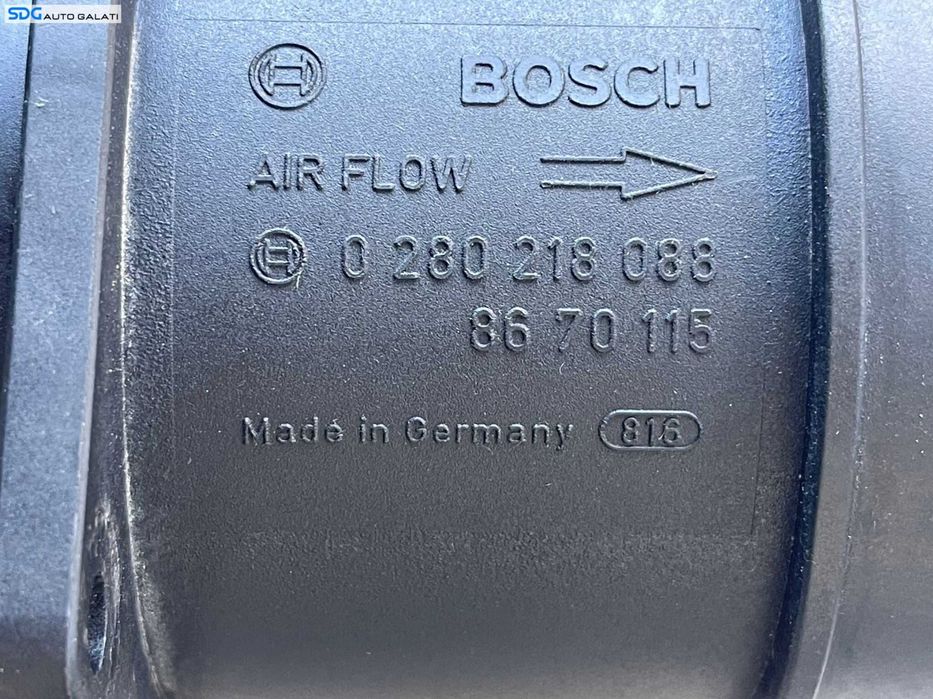 SDG AUTO GALATI
BOSCH
AIR FLOW
0 280 218 088
86 70 115
Made in Germany 816